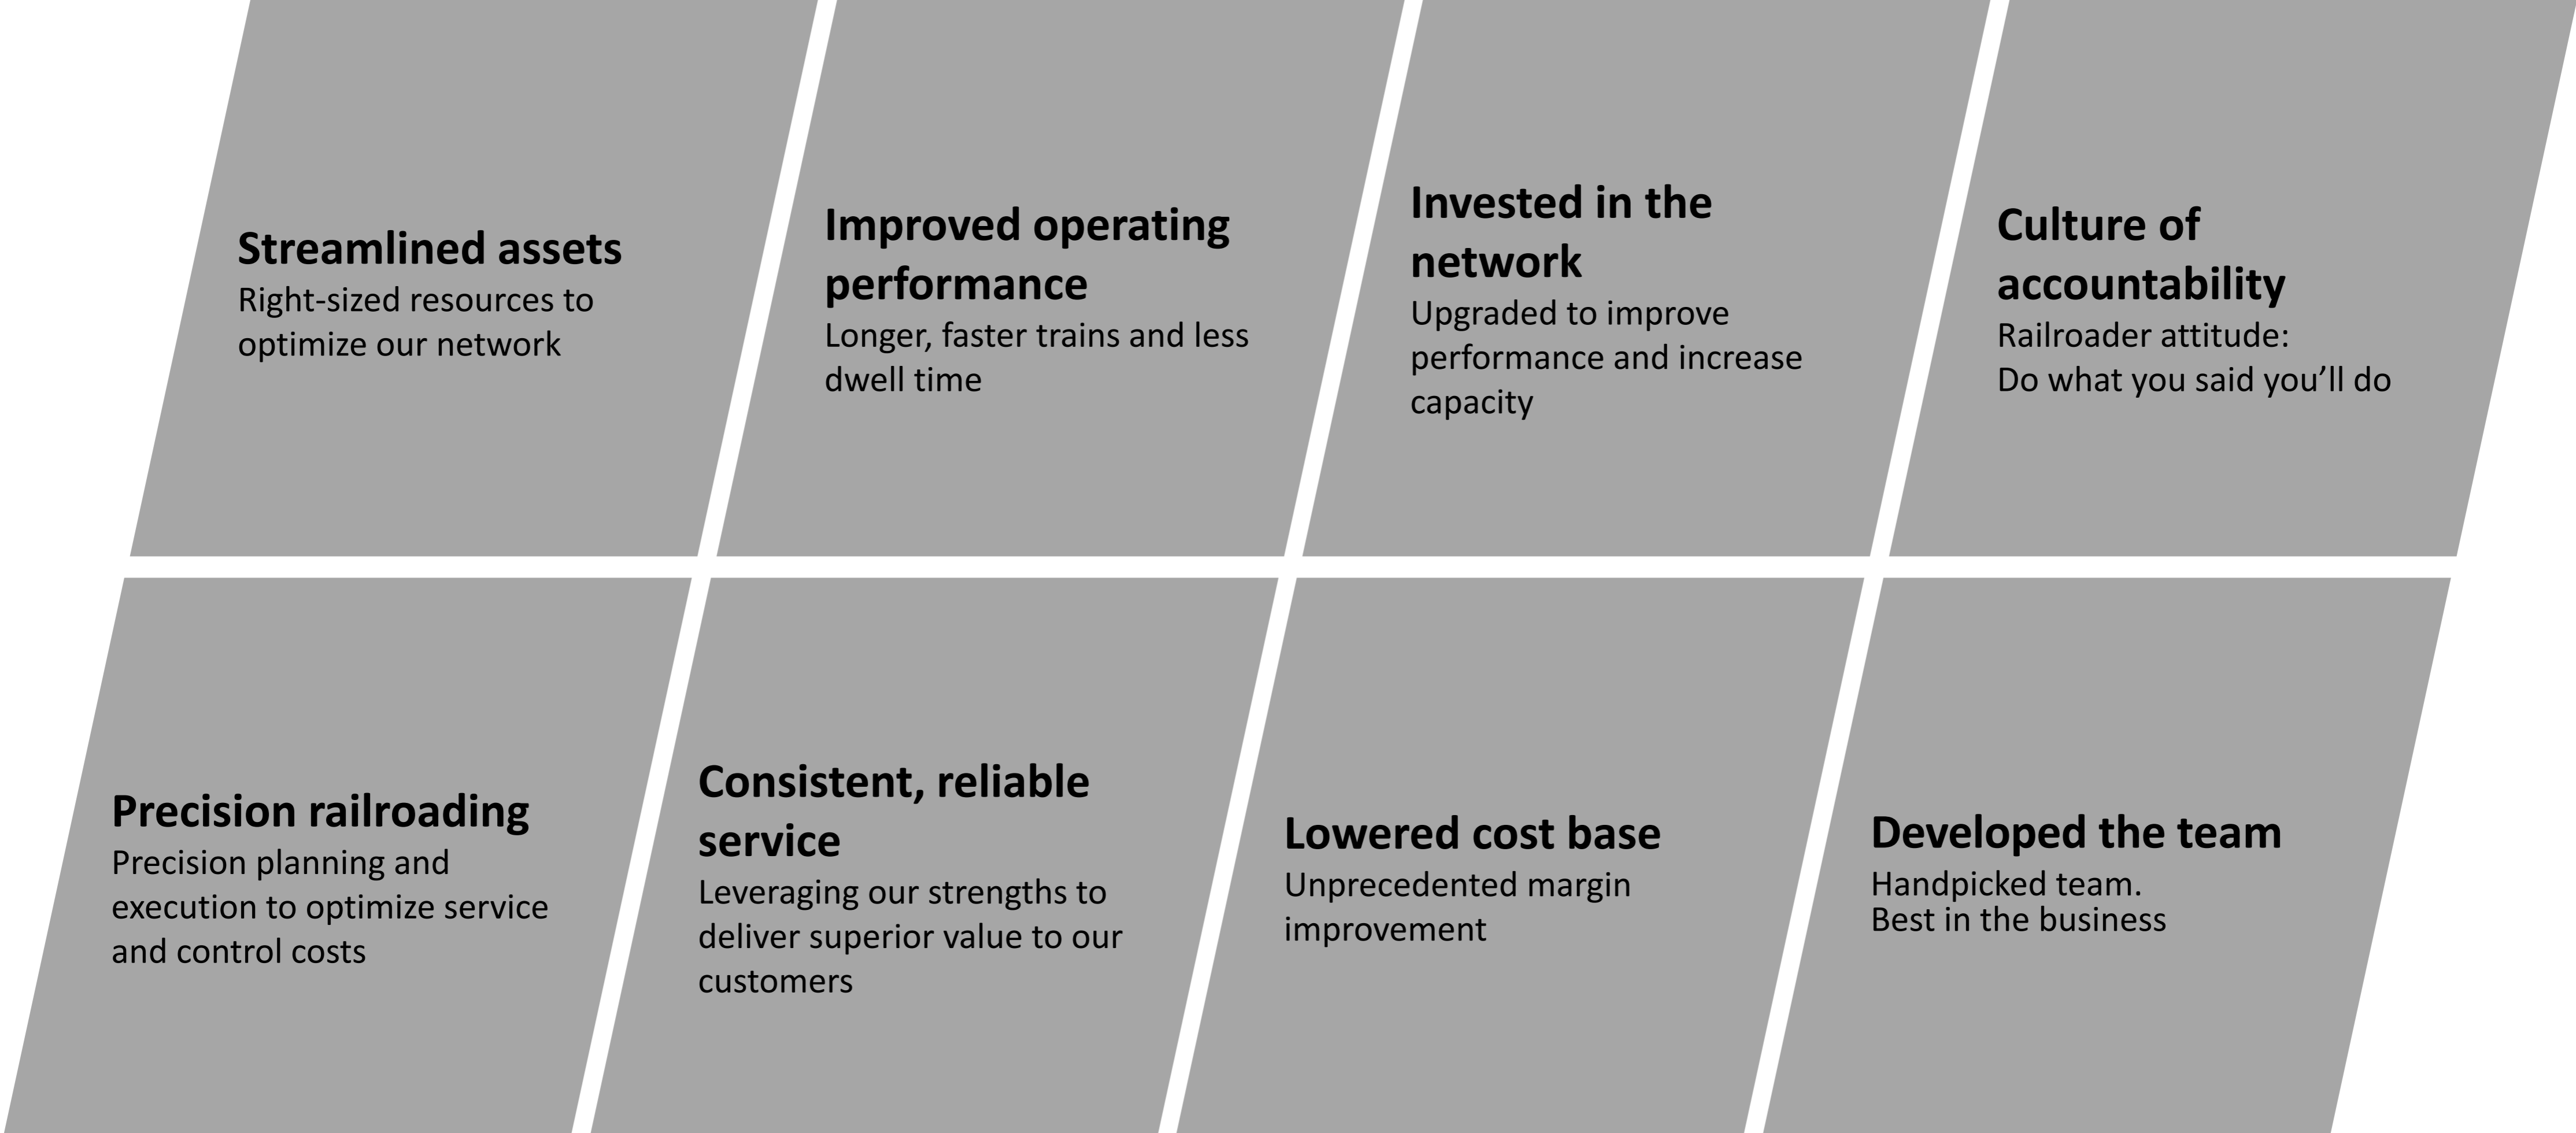 Streamlined assets
Right-sized resources to
optimize our network
Improved operating
performance
Longer, faster trains and less
dwell time
Invested in the
network
Upgraded to improve
performance and increase
capacity
Culture of
accountability
Railroader attitude:
Do what you said you’ll do
Precision railroading
Precision planning and
execution to optimize service
and control costs
Consistent, reliable
service
Leveraging our strengths to
deliver superior value to our
customers
Lowered cost base
Unprecedented margin
improvement
Developed the team
Handpicked team.
Best in the business